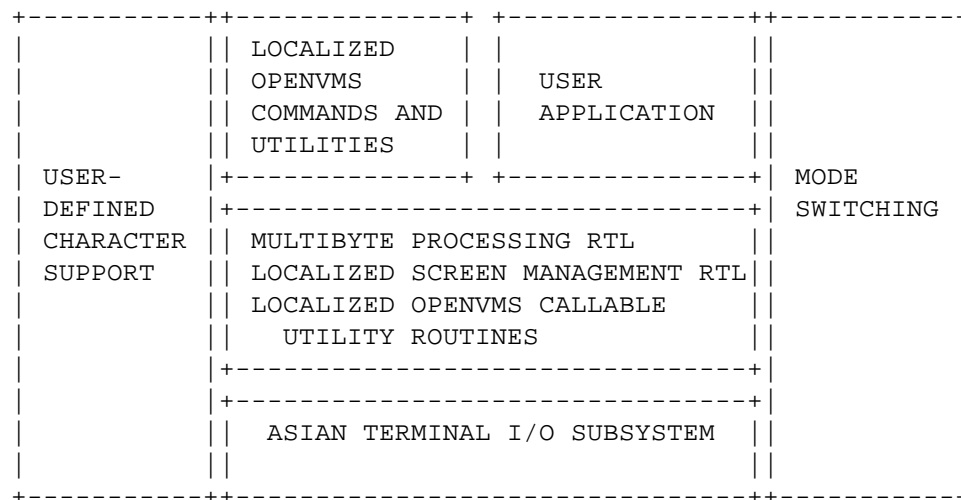 LOCALIZED
OPENVMS
COMMANDS AND
UTILITIES
USER
APPLICATION
USER-
DEFINED
CHARACTER
SUPPORT
MODE
SWITCHING
MULTIBYTE PROCESSING RTL
LOCALIZED SCREEN MANAGEMENT RTL
LOCALIZED OPENVMS CALLABLE
UTILITY ROUTINES
ASIAN TERMINAL I/O SUBSYSTEM